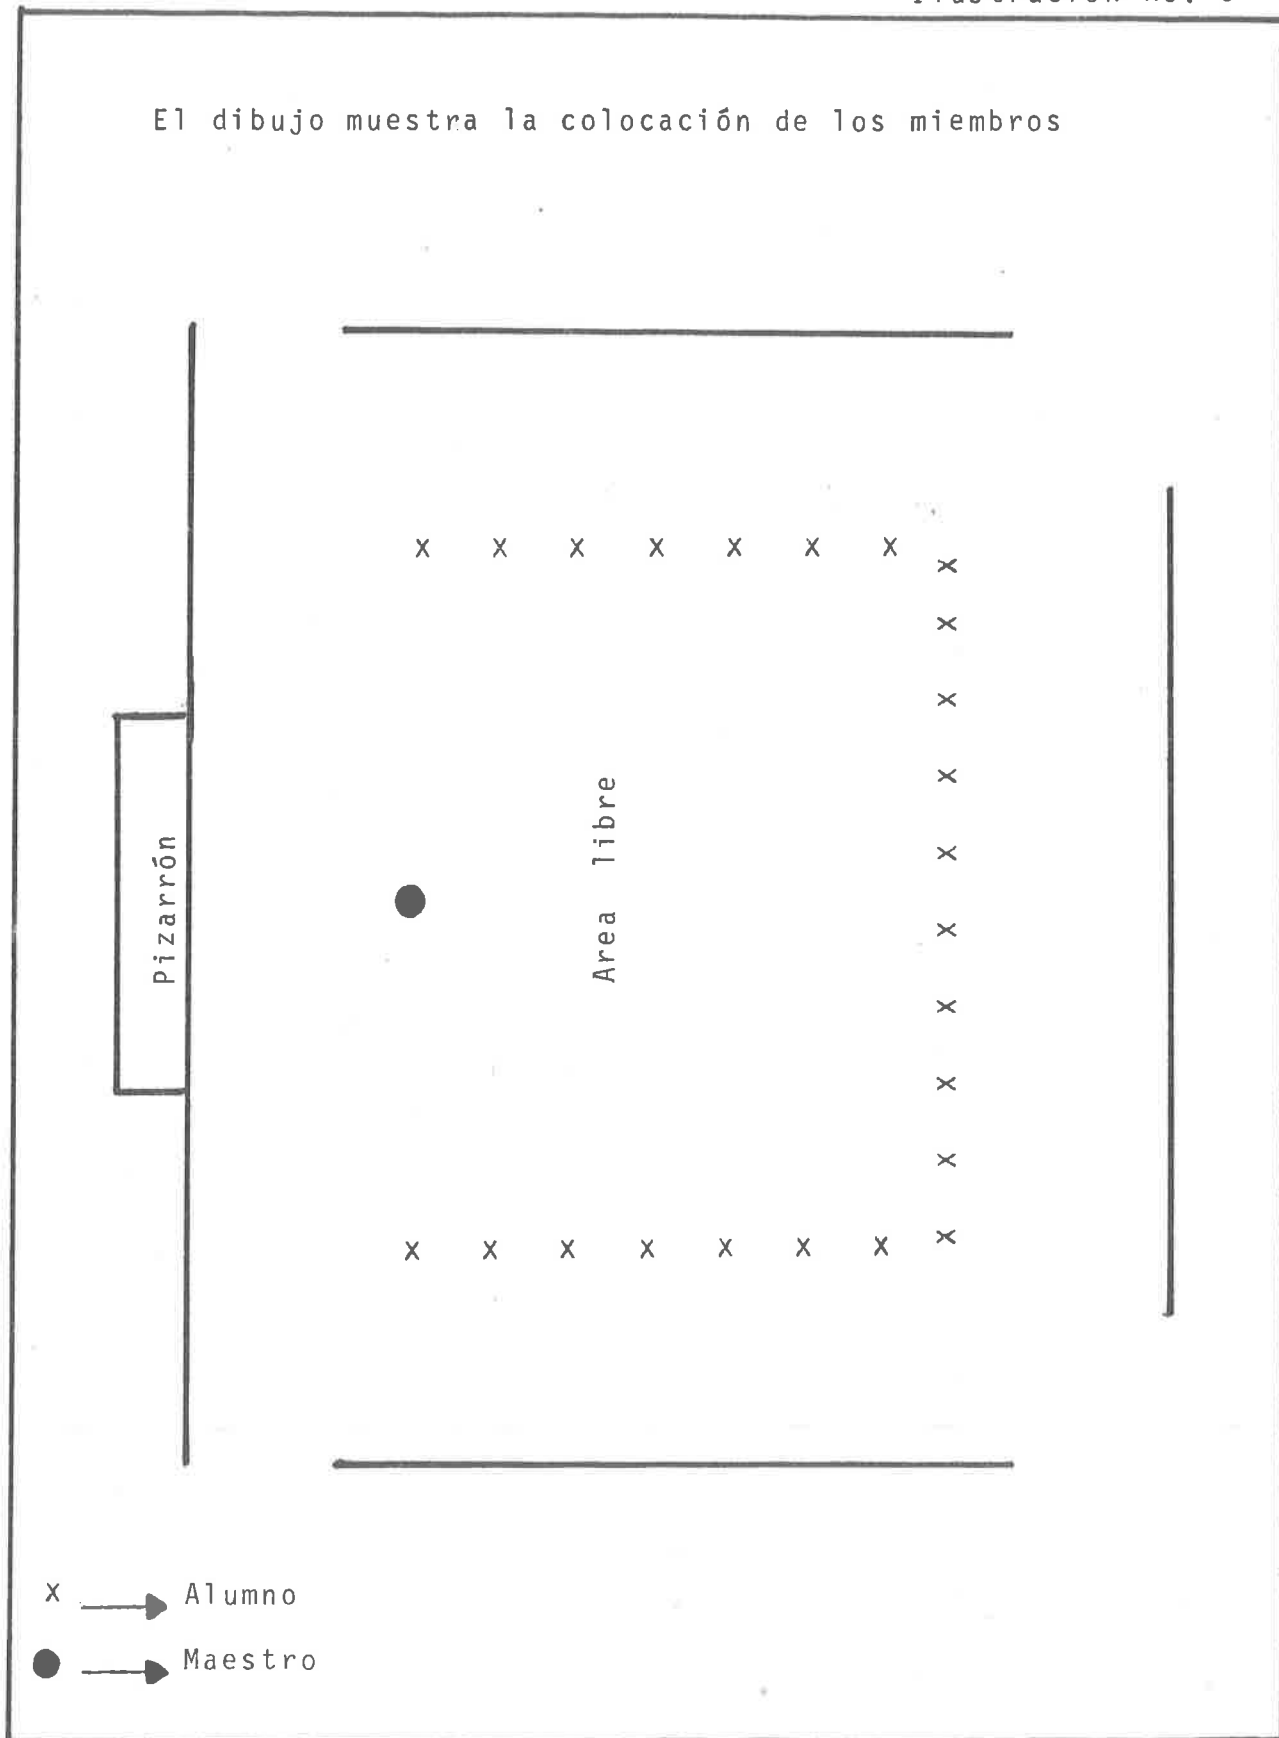 El dibujo muestra la colocación de los miembros
x x x x x x x
x
x
x
x
x
x
x
x
x
x
Pizarrón
Area libre
x x x x x x x
x Alumno
Maestro